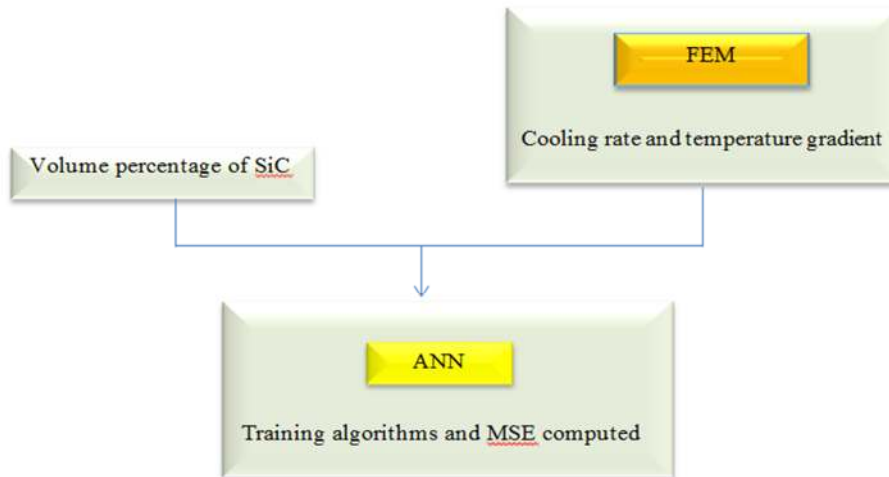 FEM
Cooling rate and temperature gradient
Volume percentage of SiC
ANN
Training algorithms and MSE computed